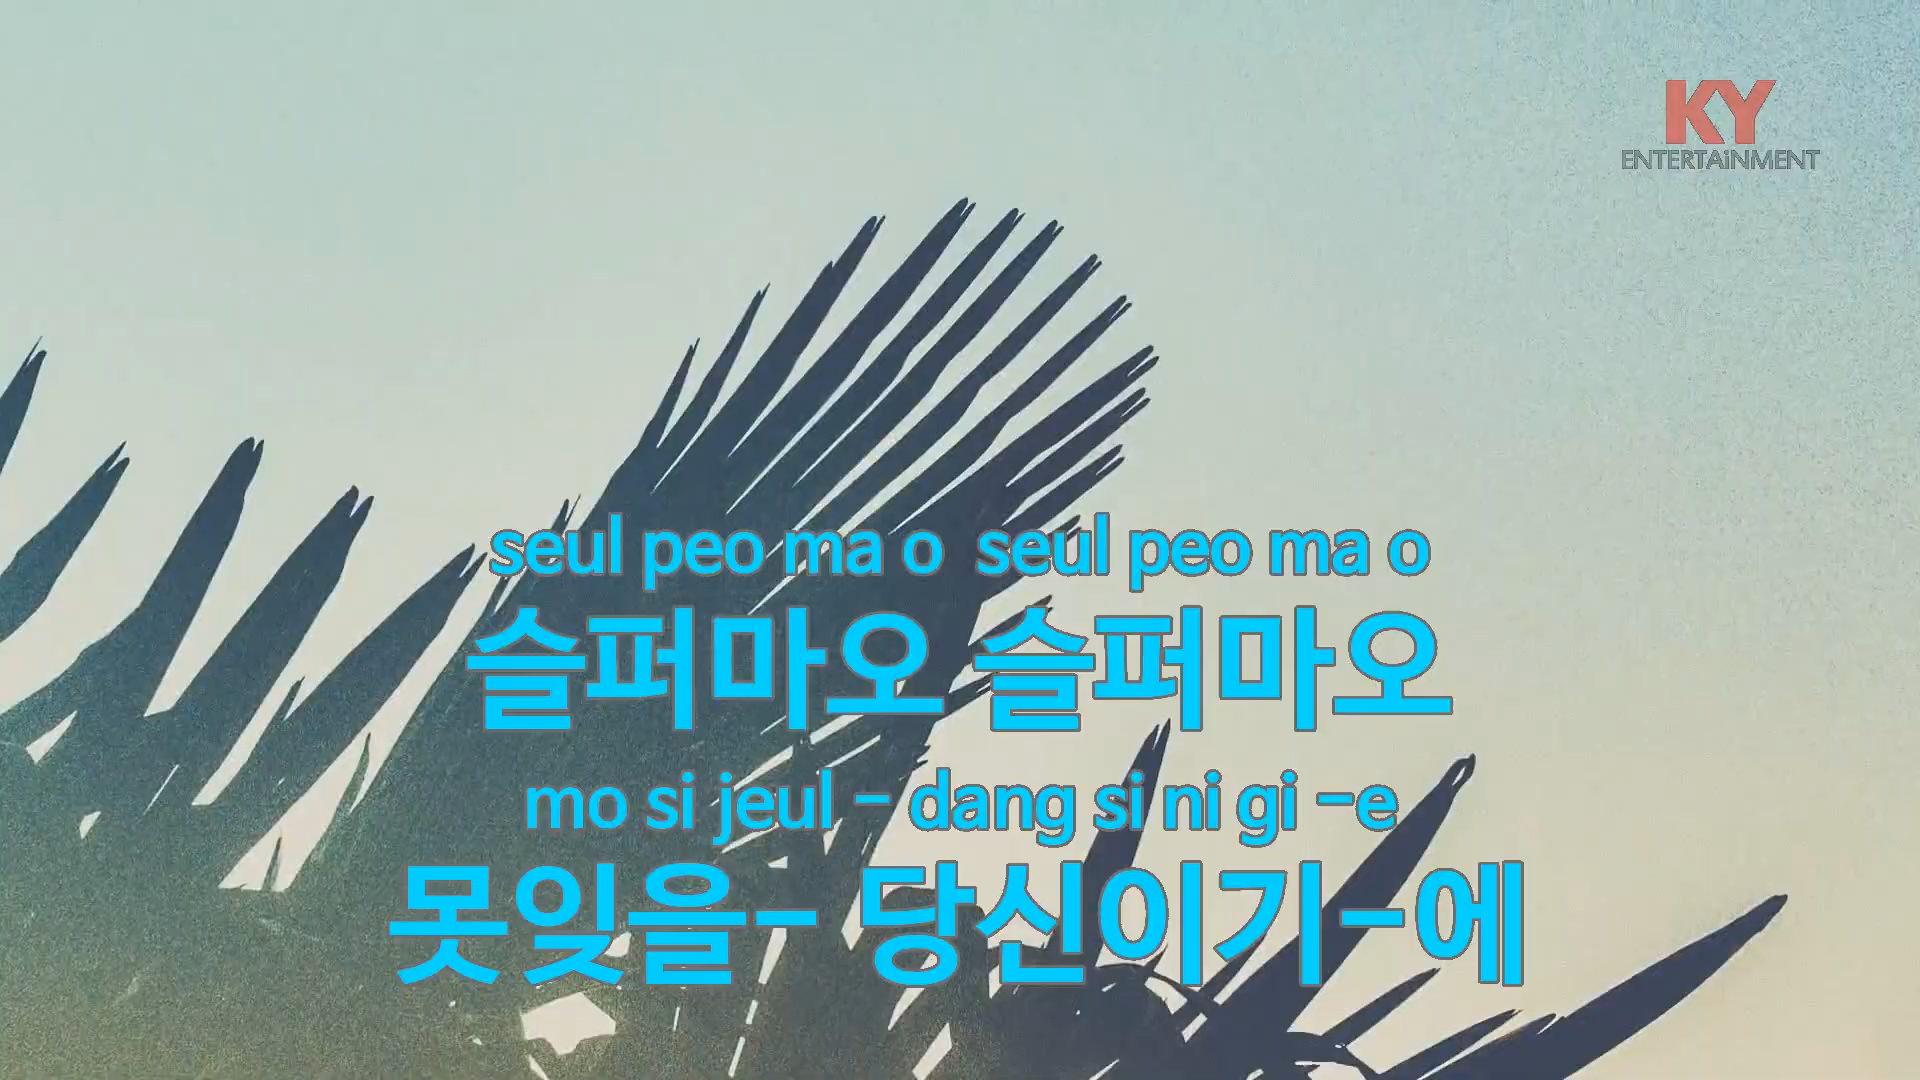 KY
ENTERTAiNMENT
seul peo ma o seul peo ma o
슬퍼마오 슬퍼마오
mo si jeul - dang si ni gi -e
못잊을- 당신이기-에